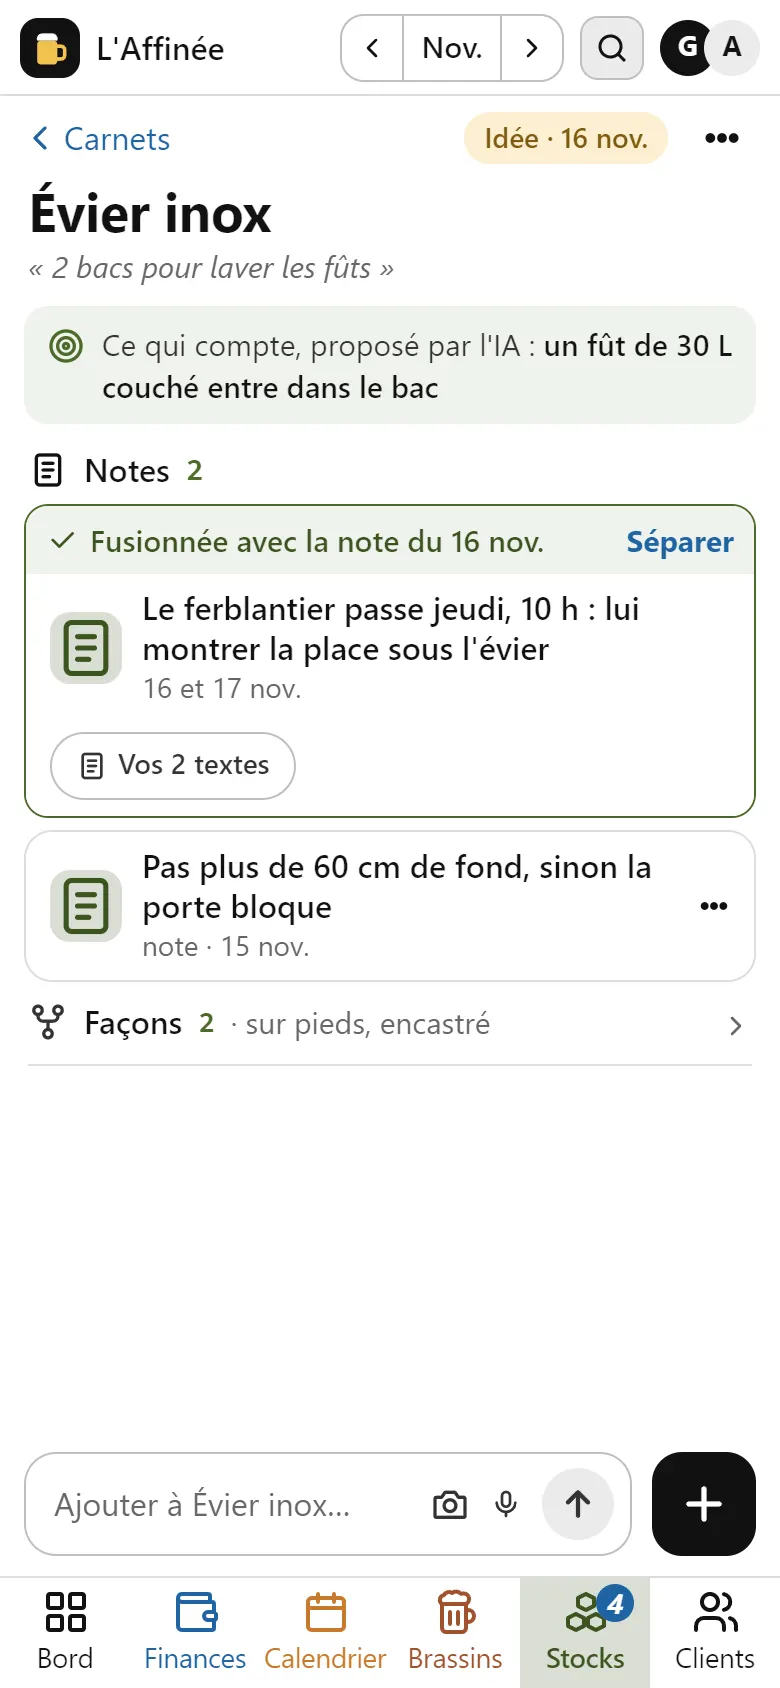 L'Affinée
Nov.
G
A
Carnets
Idée · 16 nov.
Évier inox
« 2 bacs pour laver les fûts »
Ce qui compte, proposé par l'IA : un fût de 30 L
couché entre dans le bac
Notes 2
Fusionnée avec la note du 16 nov.
Séparer
Le ferblantier passe jeudi, 10 h : lui
montrer la place sous l'évier
16 et 17 nov.
Vos 2 textes
Pas plus de 60 cm de fond, sinon la
porte bloque
note · 15 nov.
Façons 2 · sur pieds, encastré
Ajouter à Évier inox...
4
Bord
Finances
Calendrier
Brassins
Stocks
Clients